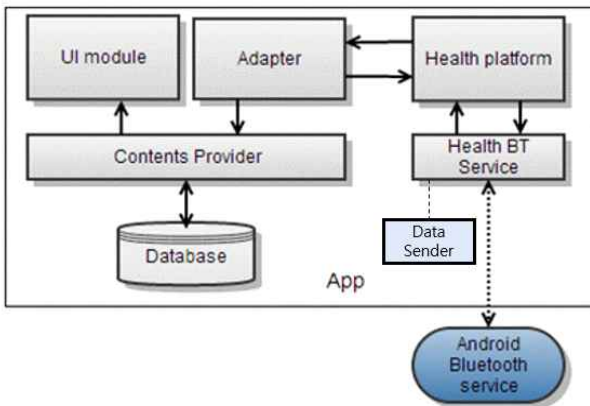 UI module
Adapter
Health platform
Contents Provider
Health BT
Service
Data
Sender
Database
App
Android
Bluetooth
service